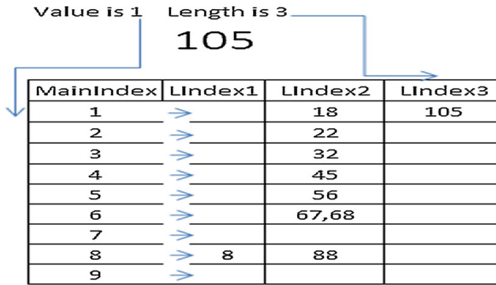 Value is 1 Length is 3
105
MainIndex LIndex1 LIndex2 LIndex3
1 18 105
2 22
3 32
4 45
5 56
6 67,68
7
8 8 88
9